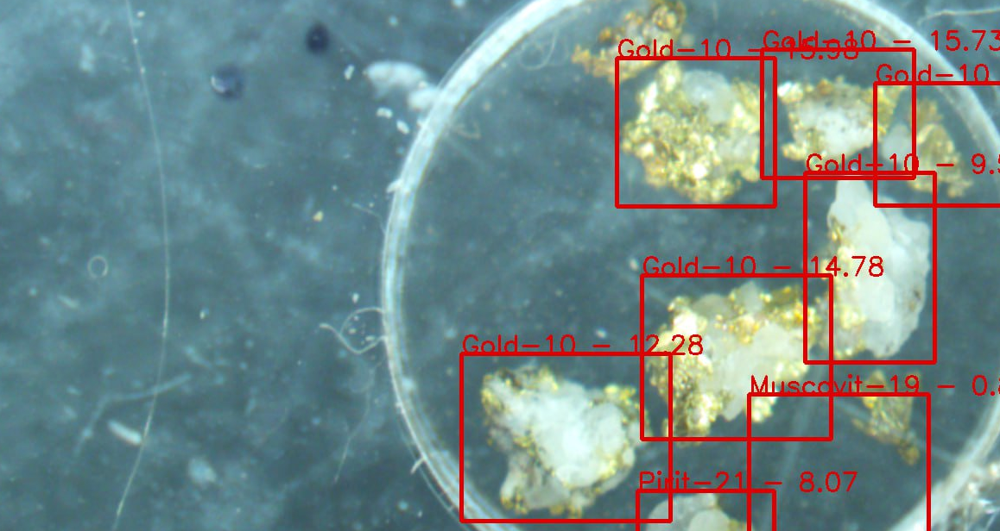 Gold-10 - 15.98
Gold-10 - 15.73
Gold-10
Gold-10 - 9.
Gold-10 - 14.78
Gold-10 - 12.28
Muscovit-19 - 0.
Pirit-21 - 8.07